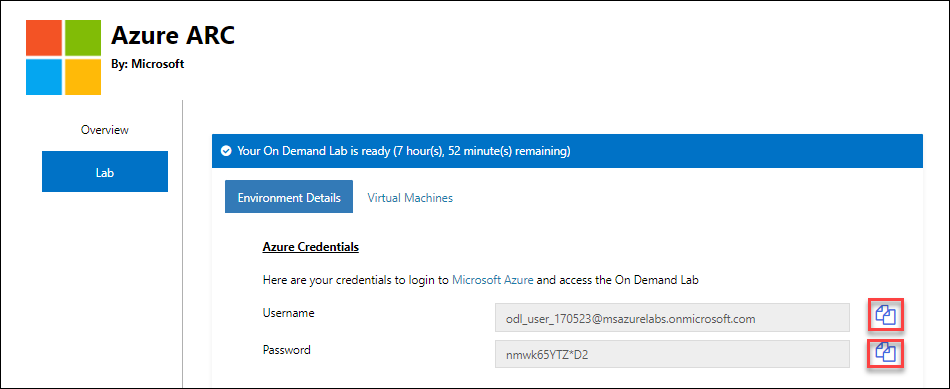 Azure ARC
By: Microsoft
Overview
Lab
Your On Demand Lab is ready (7 hour(s), 52 minute(s) remaining)
Environment Details
Virtual Machines
Azure Credentials
Here are your credentials to login to Microsoft Azure and access the On Demand Lab
Username
odl_user_170523@msazurelabs.onmicrosoft.com
Password
nmwk65YTZ*D2